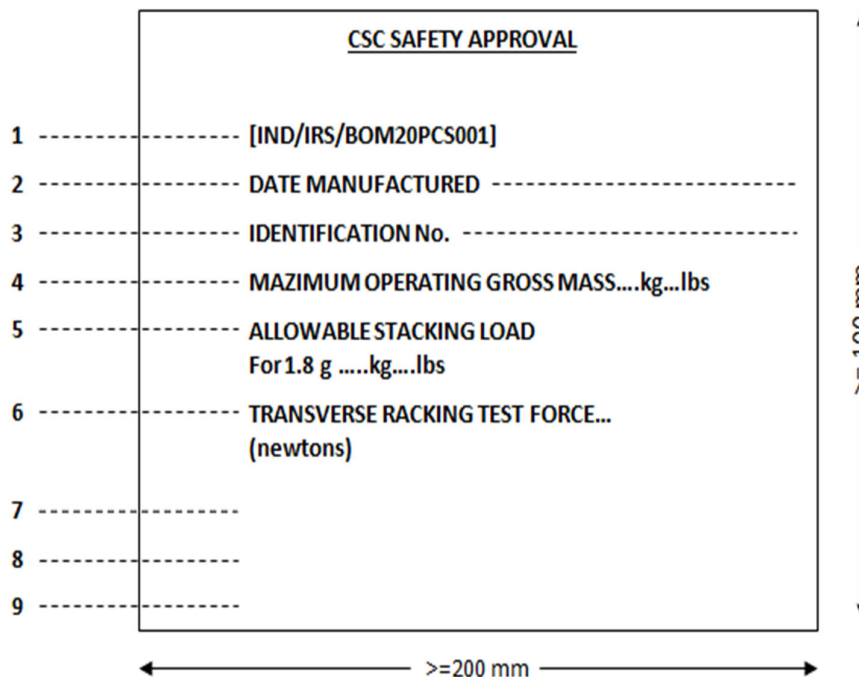 CSC SAFETY APPROVAL
1 [IND/IRS/BOM20PCS001]
2 DATE MANUFACTURED
3 IDENTIFICATION No.
4 MAZIMUM OPERATING GROSS MASS....kg...lbs
5 ALLOWABLE STACKING LOAD
For 1.8 g .....kg....lbs
6 TRANSVERSE RACKING TEST FORCE...
(newtons)
7
8
9
>=200 mm